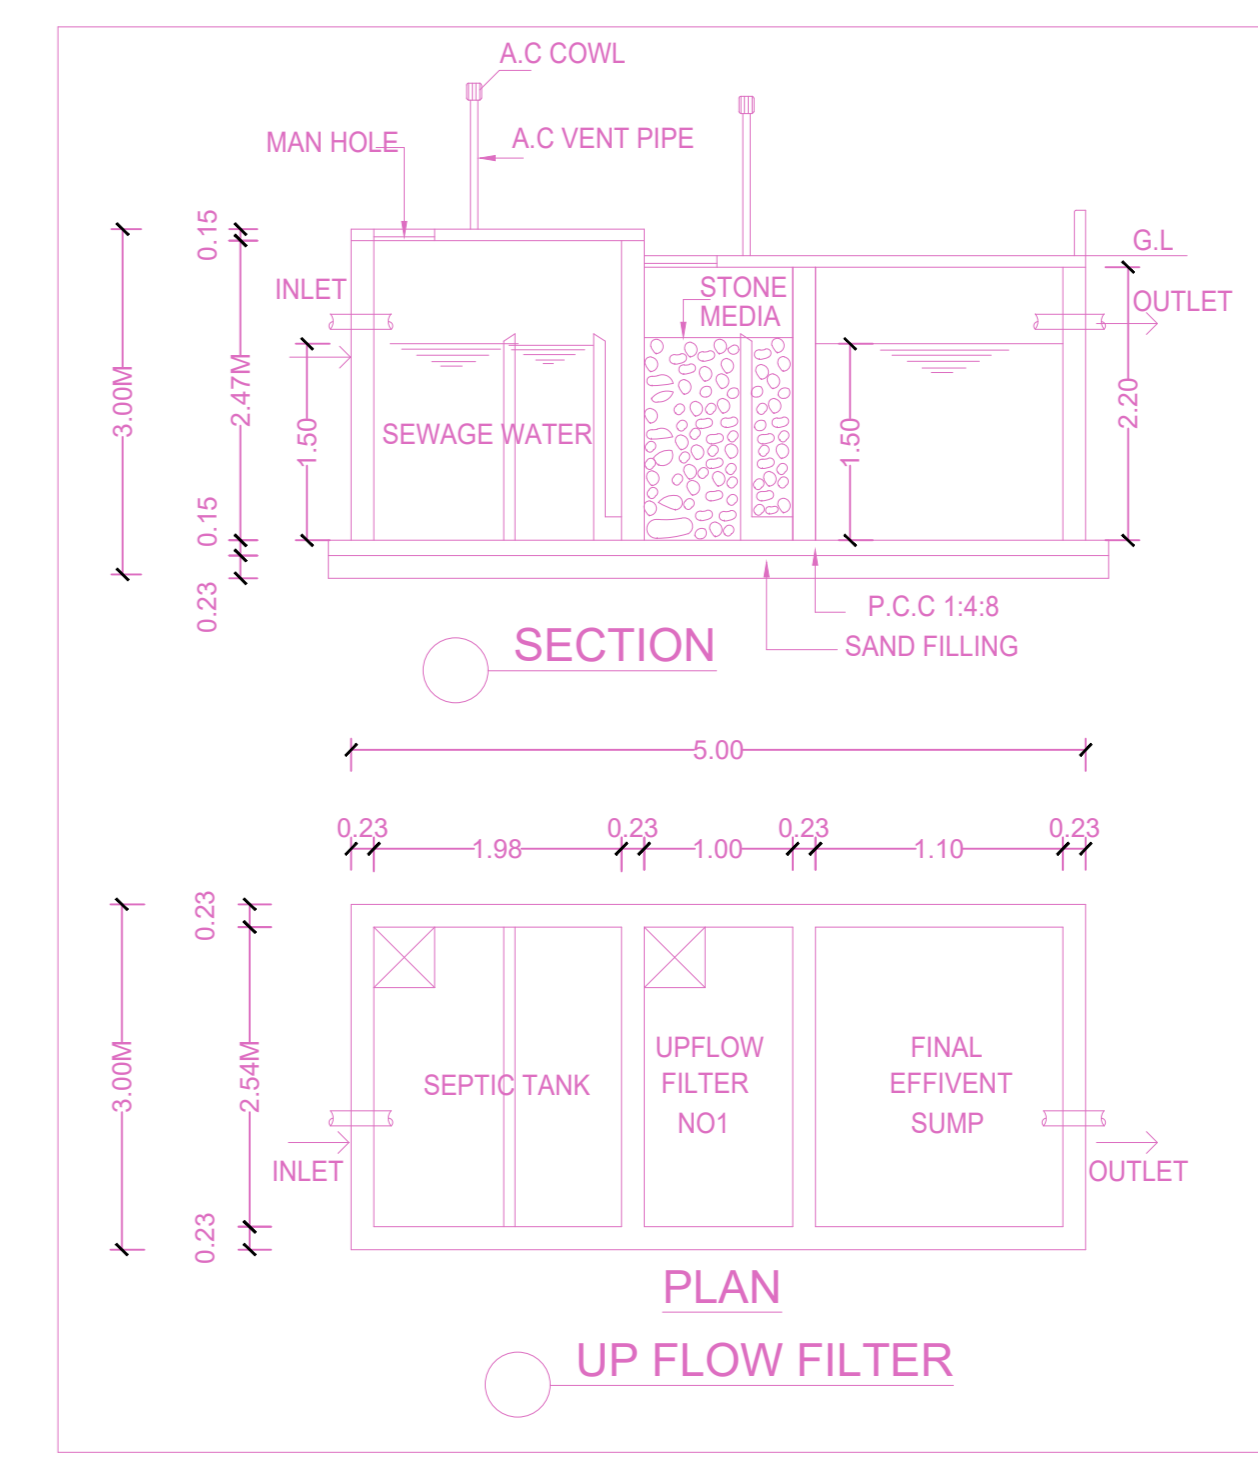 A.C COWL
MAN HOLE
A.C VENT PIPE
0.15
G.L
INLET
STONE
MEDIA
OUTLET
3.00M
2.47M
1.50
SEWAGE WATER
1.50
2.20
0.15
0.23
P.C.C 1:4:8
SAND FILLING
SECTION
5.00
0.23
0.23
0.23
0.23
1.98
1.00
1.10
0.23
3.00M
2.54M
SEPTIC TANK
UPFLOW
FILTER
NO1
FINAL
EFFIVENT
SUMP
INLET
OUTLET
0.23
PLAN
UP FLOW FILTER